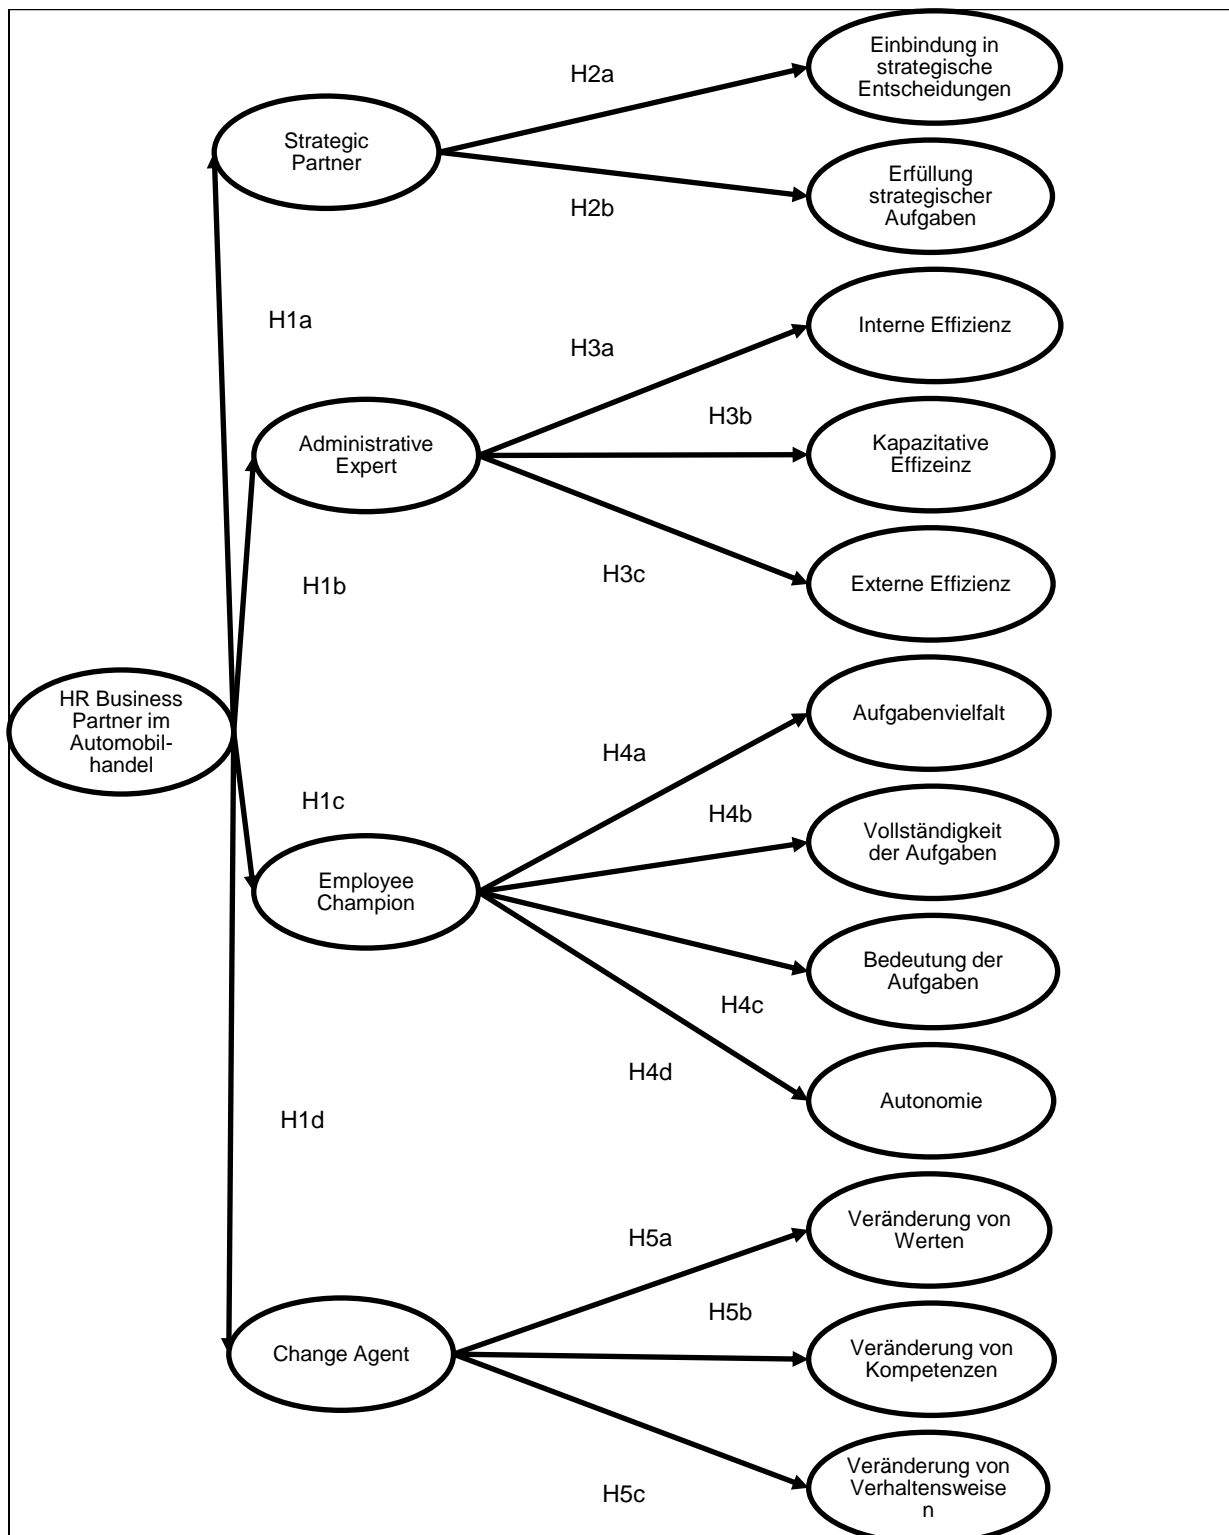 Einbindung in
strategische
Entscheidungen
H2a
Strategic
Partner
Erfüllung
strategischer
Aufgaben
H2b
H1a
Interne Effizienz
H3a
H3b
Administrative
Expert
Kapazitative
Effizeinz
H3c
Externe Effizienz
H1b
HR Business
Partner im
Automobil-
handel
Aufgabenvielfalt
H4a
H1c
H4b
Vollständigkeit
der Aufgaben
Employee
Champion
Bedeutung der
Aufgaben
H4c
H4d
Autonomie
H1d
Veränderung von
Werten
H5a
H5b
Change Agent
Veränderung von
Kompetenzen
H5c
Veränderung von
Verhaltensweise
n